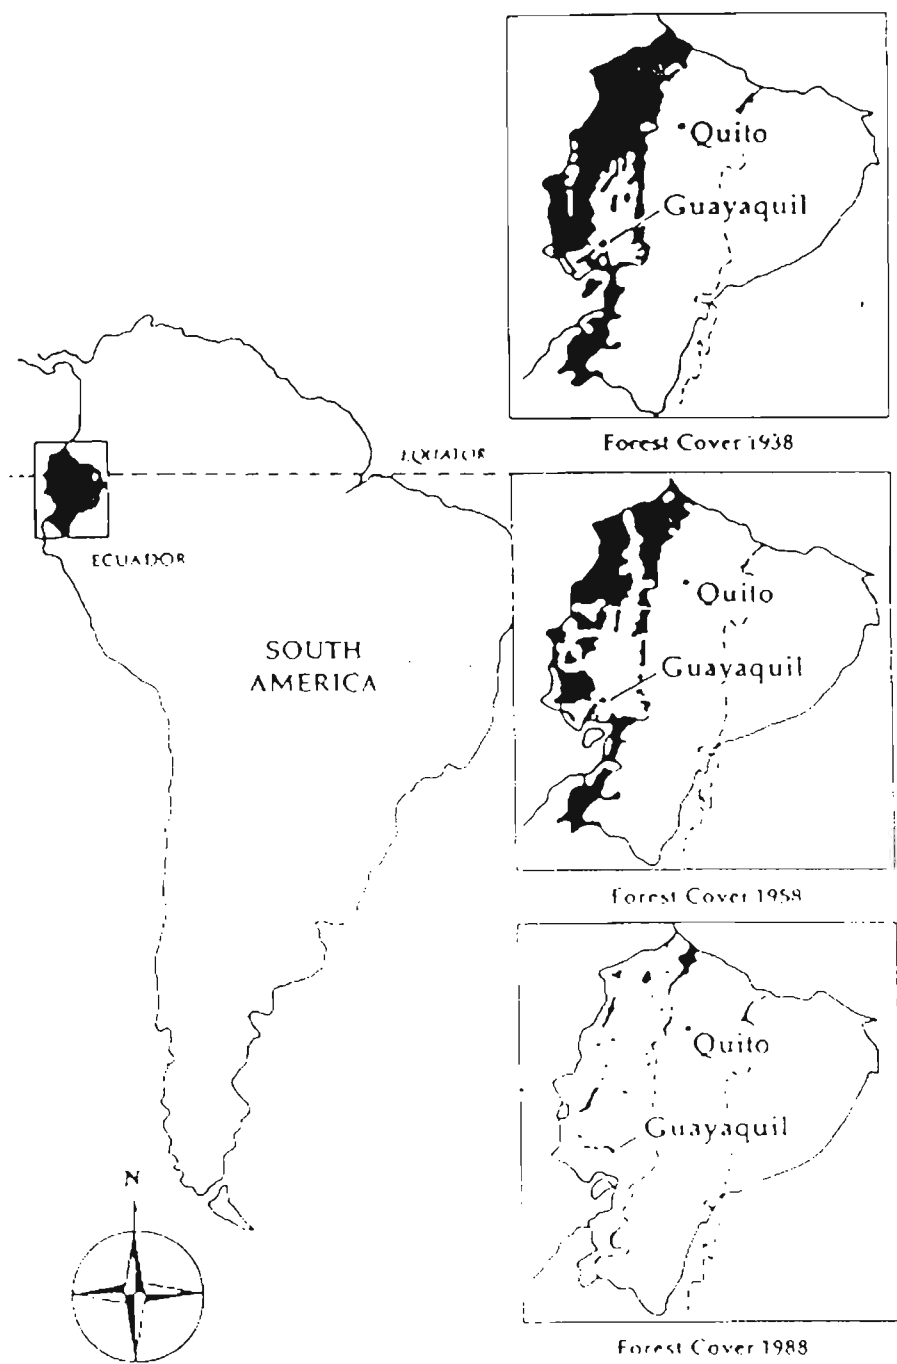 Quito
Guayaquil
Forest Cover 1938
EQUATOR
ECUADOR
SOUTH
AMERICA
Quito
Guayaquil
Forest Cover 1958
Quito
Guayaquil
N
Forest Cover 1988